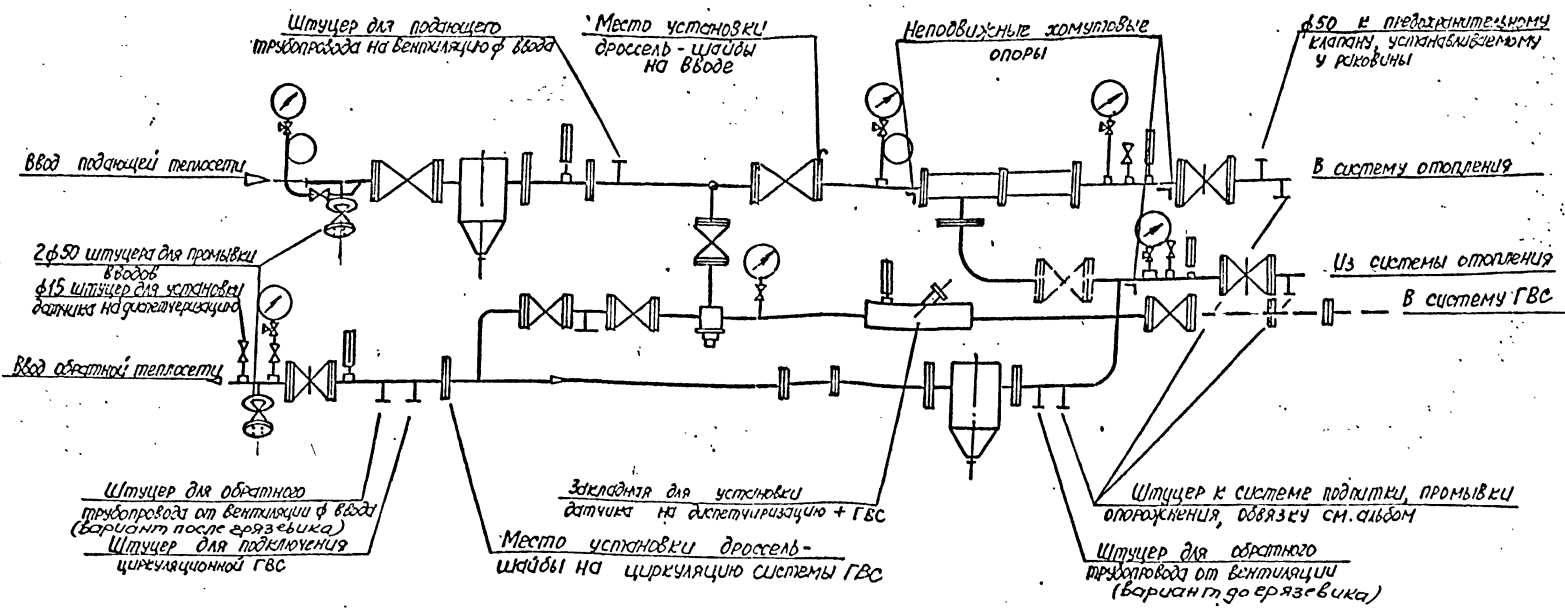 Штуцер для подающего
трубопровода на вентиляцию ф ввода
Место установки
дроссель-шайбы
на вводе
Неподвижные хомутовые
опоры
ф50 к предохранительному
клапану, устанавливаемому
у раковины
Ввод подающей теплосети
В систему отопления
2ф50 штуцера для промывки
вводов
ф15 штуцер для установки
датчика на диспетчеризацию
Из системы отопления
В систему ГВС
Ввод обратной теплосети
Штуцер для обратного
трубопровода от вентиляции ф ввода
(вариант после грязевика)
Штуцер для подключения
циркуляционной ГВС
Место установки дроссель-
шайбы на циркуляцию системы ГВС
Закладная для установки
датчика на диспетчиризацию + ГВС
Штуцер к системе подпитки, промывки
опорожнения, обвязку см. альбом
Штуцер для обратного
трубопровода от вентиляции
(вариант до грязевика)